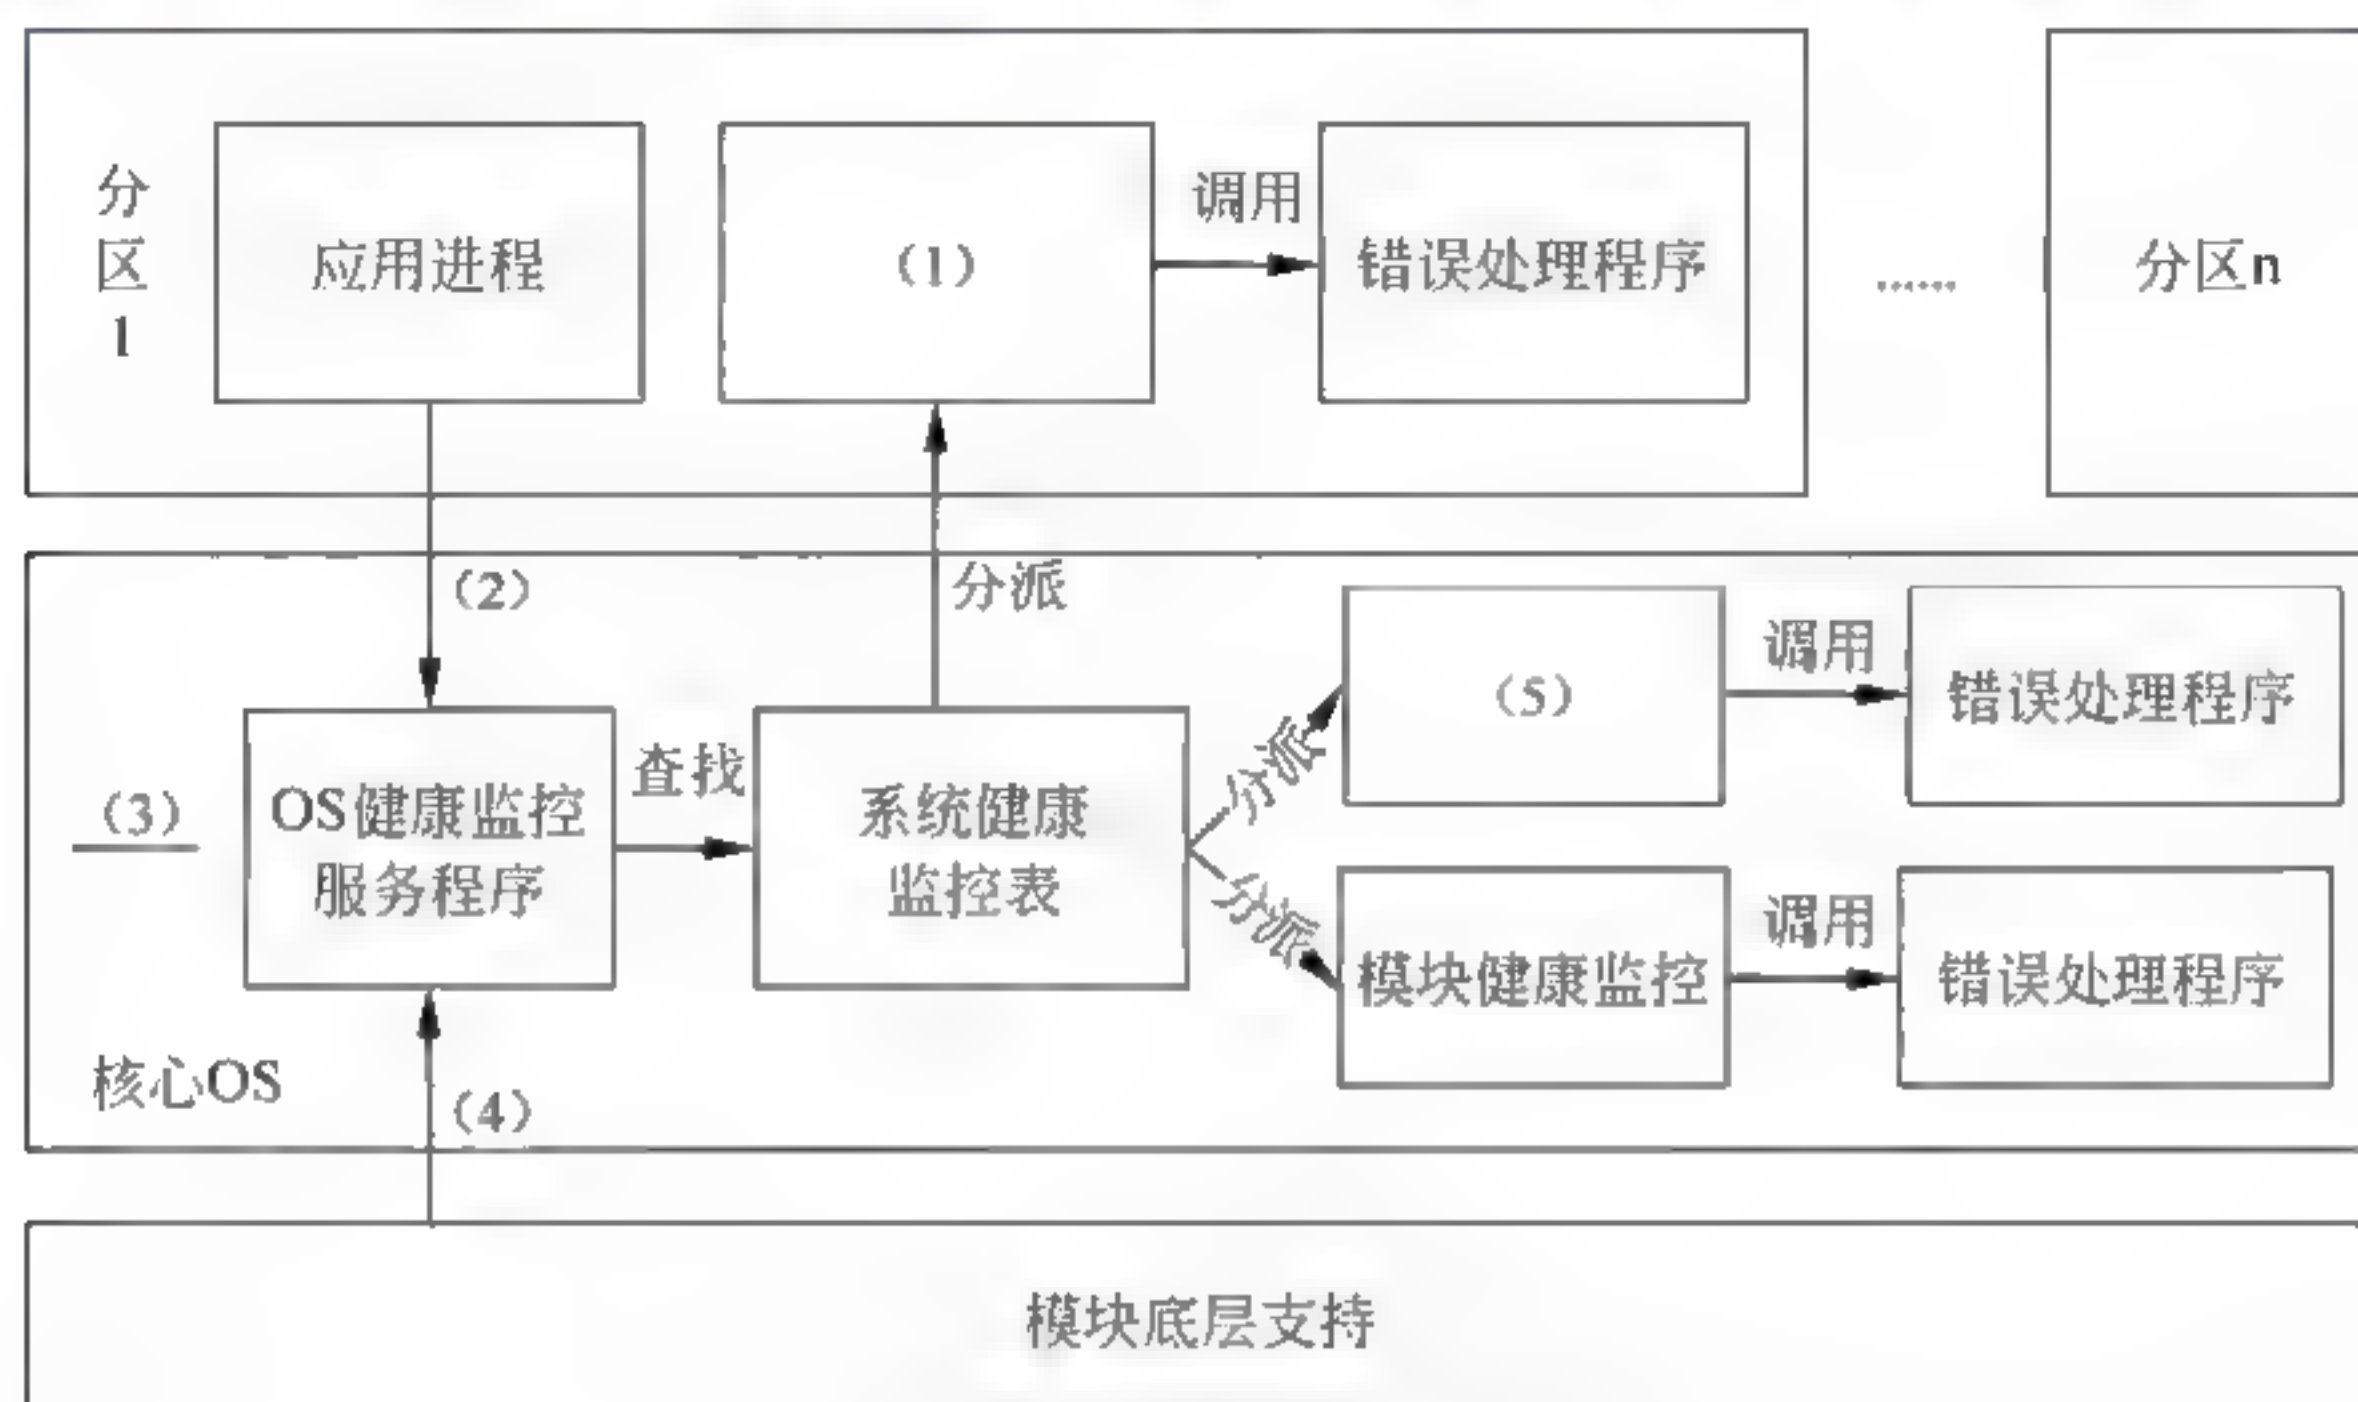 分
区
1
应用进程
(1)
调用
错误处理程序
……
分区n
(2)
分派
(3)
OS健康监控
服务程序
查找
系统健康
监控表
分派
(5)
调用
错误处理程序
分派
模块健康监控
调用
错误处理程序
核心OS
(4)
模块底层支持